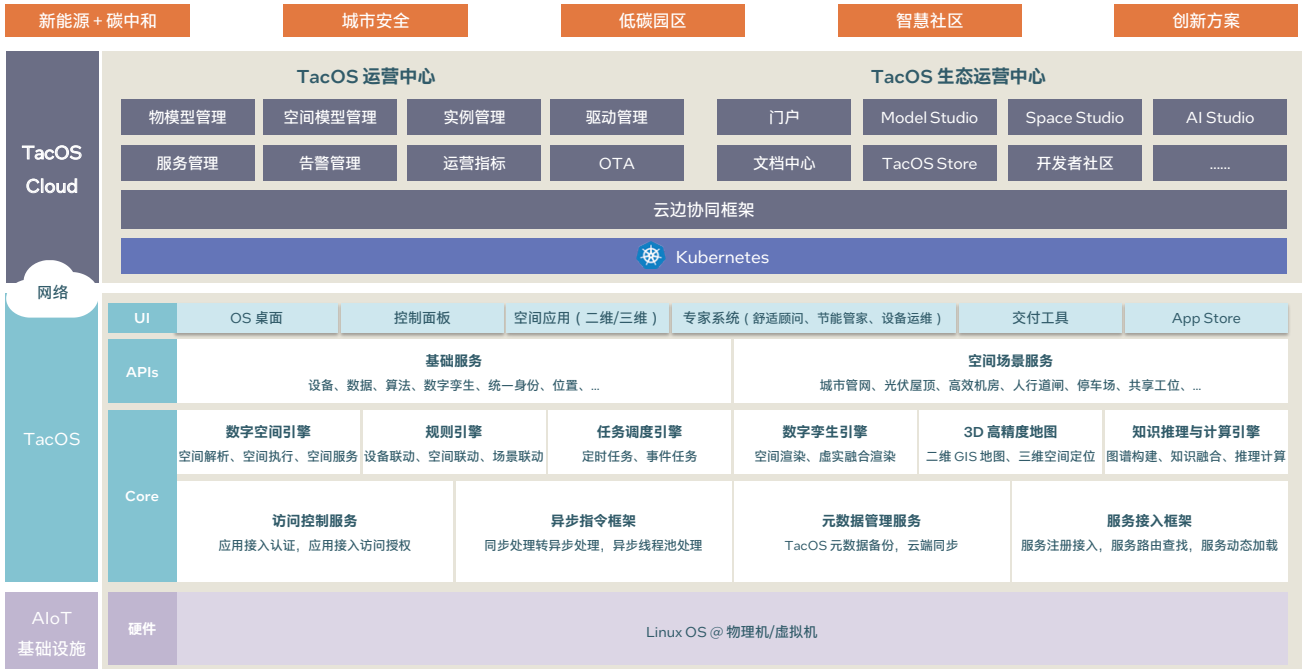 新能源 + 碳中和
城市安全
低碳园区
智慧社区
创新方案
TacOS
Cloud
TacOS 运营中心
物模型管理
空间模型管理
实例管理
驱动管理
服务管理
告警管理
运营指标
OTA
TacOS 生态运营中心
门户
Model Studio
Space Studio
AI Studio
文档中心
TacOS Store
开发者社区
......
云边协同框架
Kubernetes
网络
TacOS
UI
OS 桌面
控制面板
空间应用（二维/三维）
专家系统（舒适顾问、节能管家、设备运维）
交付工具
App Store
APIs
基础服务
设备、数据、算法、数字孪生、统一身份、位置、...
空间场景服务
城市管网、光伏屋顶、高效机房、人行道闸、停车场、共享工位、...
Core
数字空间引擎
空间解析、空间执行、空间服务
规则引擎
设备联动、空间联动、场景联动
任务调度引擎
定时任务、事件任务
数字孪生引擎
空间渲染、虚实融合渲染
3D 高精度地图
二维 GIS 地图、三维空间定位
知识推理与计算引擎
图谱构建、知识融合、推理计算
访问控制服务
应用接入认证，应用接入访问授权
异步指令框架
同步处理转异步处理，异步线程池处理
元数据管理服务
TacOS 元数据备份，云端同步
服务接入框架
服务注册接入，服务路由查找，服务动态加载
AIoT
基础设施
硬件
Linux OS @ 物理机/虚拟机